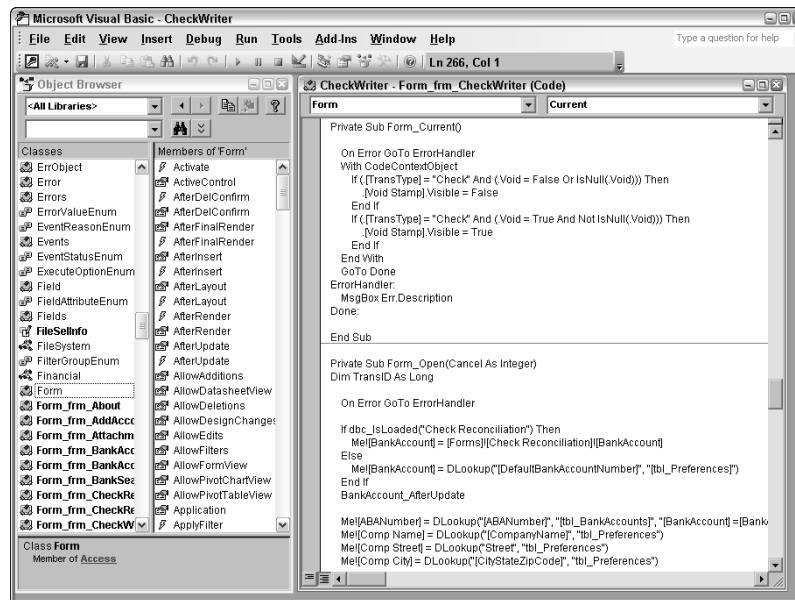 Microsoft Visual Basic - CheckWriter
File Edit View Insert Debug Run Tools Add-Ins Window Help
Type a question for help
Ln 266, Col 1
Object Browser
<All Libraries>
Classes
ErrObject
Error
Errors
ErrorValueEnum
EventReasonEnum
Events
EventStatusEnum
ExecuteOptionEnum
Field
FieldAttributeEnum
Fields
FileSelInfo
FileSystem
FilterGroupEnum
Financial
Form
Form_frm_About
Form_frm_AddAccc
Form_frm_Attachm
Form_frm_BankAcc
Form_frm_BankAcc
Form_frm_BankSea
Form_frm_CheckRe
Form_frm_CheckRe
Form_frm_CheckW
Members of 'Form'
Activate
ActiveControl
AfterDelConfirm
AfterDelConfirm
AfterFinalRender
AfterFinalRender
AfterInsert
AfterInsert
AfterLayout
AfterLayout
AfterRender
AfterRender
AfterUpdate
AfterUpdate
AllowAdditions
AllowDatasheetView
AllowDeletions
AllowDesignChanges
AllowEdits
AllowFilters
AllowFormView
AllowPivotChartView
AllowPivotTableView
Application
ApplyFilter
Class Form
Member of Access
CheckWriter - Form_frm_CheckWriter (Code)
Form
Current
Private Sub Form_Current()
On Error GoTo ErrorHandler
With CodeContextObject
If (.[TransType] = "Check" And (.Void = False Or IsNull(.Void))) Then
.[Void Stamp].Visible = False
End If
If (.[TransType] = "Check" And (.Void = True And Not IsNull(.Void))) Then
.[Void Stamp].Visible = True
End If
End With
GoTo Done
ErrorHandler:
MsgBox Err.Description
Done:
End Sub
Private Sub Form_Open(Cancel As Integer)
Dim TransID As Long
On Error GoTo ErrorHandler
If dbc_IsLoaded("Check Reconciliation") Then
Me![BankAccount] = [Forms]![Check Reconciliation]![BankAccount]
Else
Me![BankAccount] = DLookup("[DefaultBankAccountNumber]", "[tbl_Preferences]")
End If
BankAccount_AfterUpdate
Me![ABANumber] = DLookup("[ABANumber]", "[tbl_BankAccounts]", "[BankAccount] =[Bank
Me![Comp Name] = DLookup("[CompanyName]", "tbl_Preferences")
Me![Comp Street] = DLookup("Street", "tbl_Preferences")
Me![Comp City] = DLookup("[CityStateZipCode]", "tbl_Preferences")